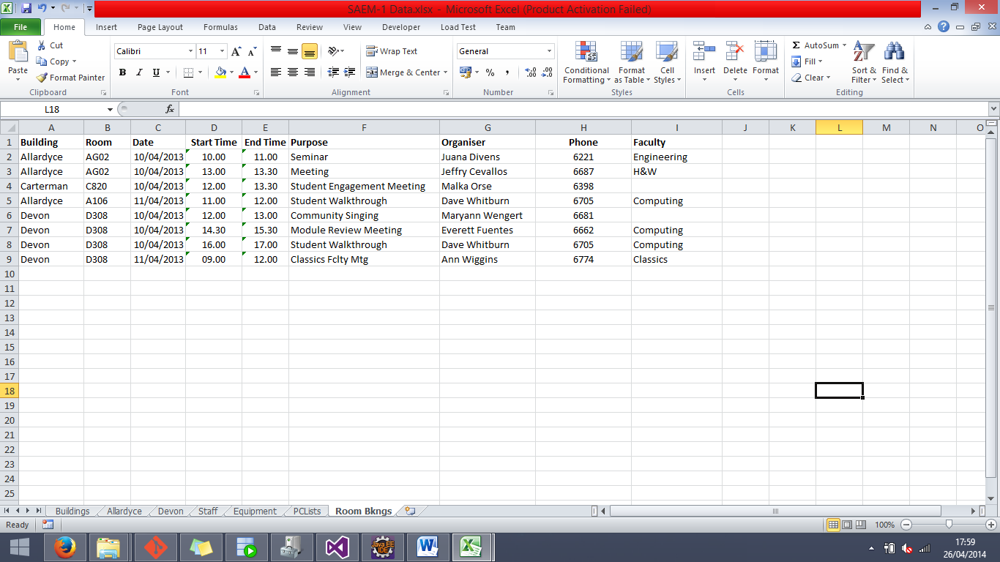 SAEM-1 Data.xlsx - Microsoft Excel (Product Activation Failed)
File Home Insert Page Layout Formulas Data Review View Developer Load Test Team
Paste Cut Copy Format Painter Clipboard
Calibri 11 B I U Font
Wrap Text Merge & Center Alignment
General % , .00 .0 Number
Conditional Formatting Format as Table Cell Styles Styles
Insert Delete Format Cells
Σ AutoSum Fill Clear Sort & Filter Find & Select Editing
L18 fx
A B C D E F G H I J K L M N O
1 Building Room Date Start Time End Time Purpose Organiser Phone Faculty
2 Allardyce AG02 10/04/2013 10.00 11.00 Seminar Juana Divens 6221 Engineering
3 Allardyce AG02 10/04/2013 13.00 13.30 Meeting Jeffry Cevallos 6687 H&W
4 Carterman C820 10/04/2013 12.00 13.30 Student Engagement Meeting Malka Orse 6398
5 Allardyce A106 11/04/2013 11.00 12.00 Student Walkthrough Dave Whitburn 6705 Computing
6 Devon D308 10/04/2013 12.00 13.00 Community Singing Maryann Wengert 6681
7 Devon D308 10/04/2013 14.30 15.30 Module Review Meeting Everett Fuentes 6662 Computing
8 Devon D308 10/04/2013 16.00 17.00 Student Walkthrough Dave Whitburn 6705 Computing
9 Devon D308 11/04/2013 09.00 12.00 Classics Fclty Mtg Ann Wiggins 6774 Classics
10
11
12
13
14
15
16
17
18
19
20
21
22
23
24
25
Buildings Allardyce Devon Staff Equipment PCLists Room Bkngs
Ready 100%
Java EE IDE
17:59
26/04/2014